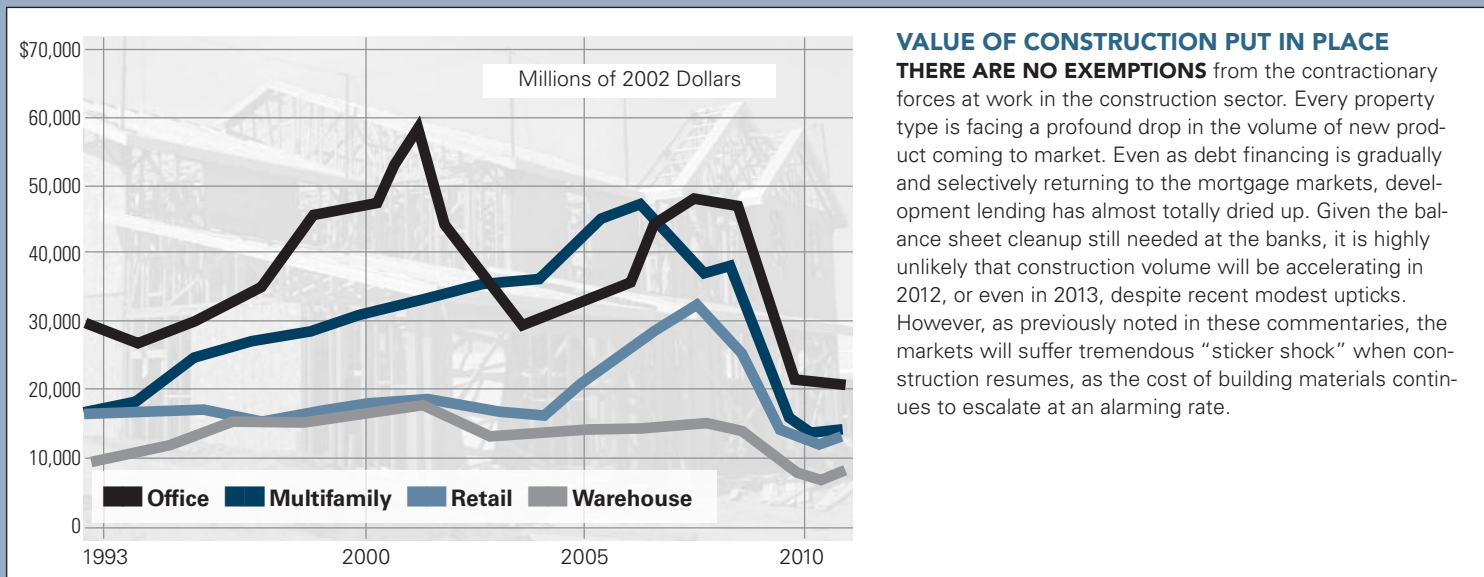 $70,000
60,000
50,000
40,000
30,000
20,000
10,000
0
Millions of 2002 Dollars
Office Multifamily Retail Warehouse
1993 2000 2005 2010
VALUE OF CONSTRUCTION PUT IN PLACE
THERE ARE NO EXEMPTIONS from the contractionary
forces at work in the construction sector. Every property
type is facing a profound drop in the volume of new prod-
uct coming to market. Even as debt financing is gradually
and selectively returning to the mortgage markets, devel-
opment lending has almost totally dried up. Given the bal-
ance sheet cleanup still needed at the banks, it is highly
unlikely that construction volume will be accelerating in
2012, or even in 2013, despite recent modest upticks.
However, as previously noted in these commentaries, the
markets will suffer tremendous “sticker shock” when con-
struction resumes, as the cost of building materials contin-
ues to escalate at an alarming rate.